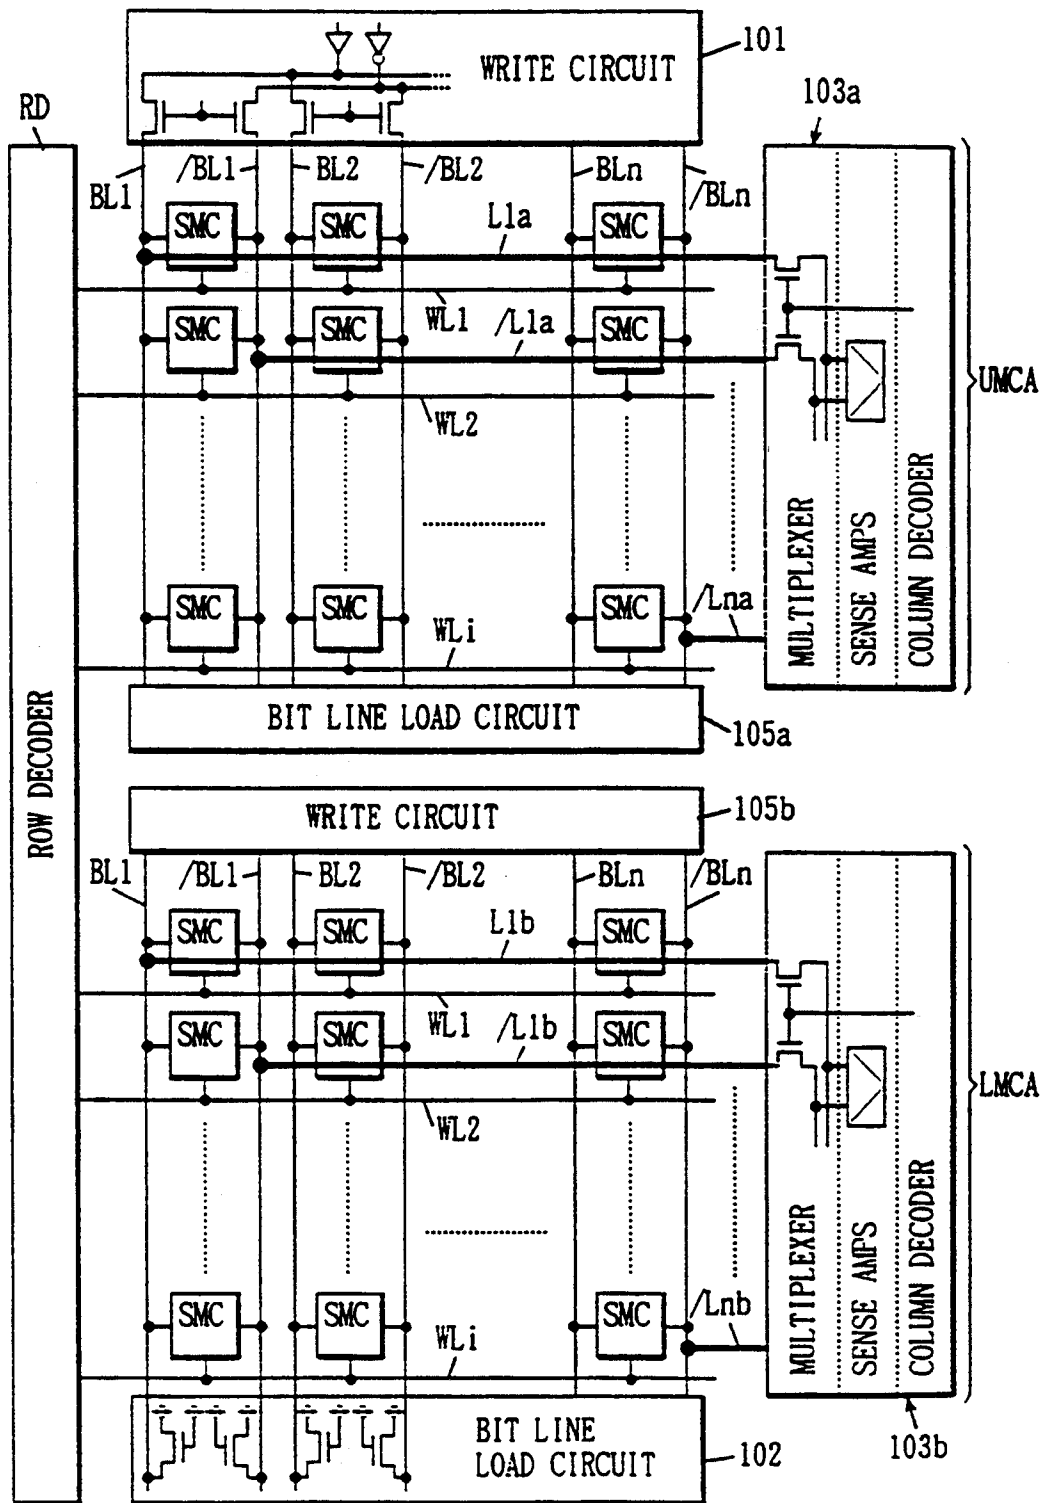 WRITE CIRCUIT
101
RD
103a
BL1 /BL1 BL2 /BL2 BLn /BLn
SMC SMC SMC
L1a
WL1
SMC SMC SMC
/L1a
WL2
UMCA
SMC SMC SMC
/Lna
WLi
MULTIPLEXER
SENSE AMPS
COLUMN DECODER
BIT LINE LOAD CIRCUIT
105a
ROW DECODER
WRITE CIRCUIT
105b
BL1 /BL1 BL2 /BL2 BLn /BLn
SMC SMC SMC
L1b
WL1
SMC SMC SMC
/L1b
WL2
LMCA
SMC SMC SMC
/Lnb
WLi
MULTIPLEXER
SENSE AMPS
COLUMN DECODER
BIT LINE
LOAD CIRCUIT
102
103b